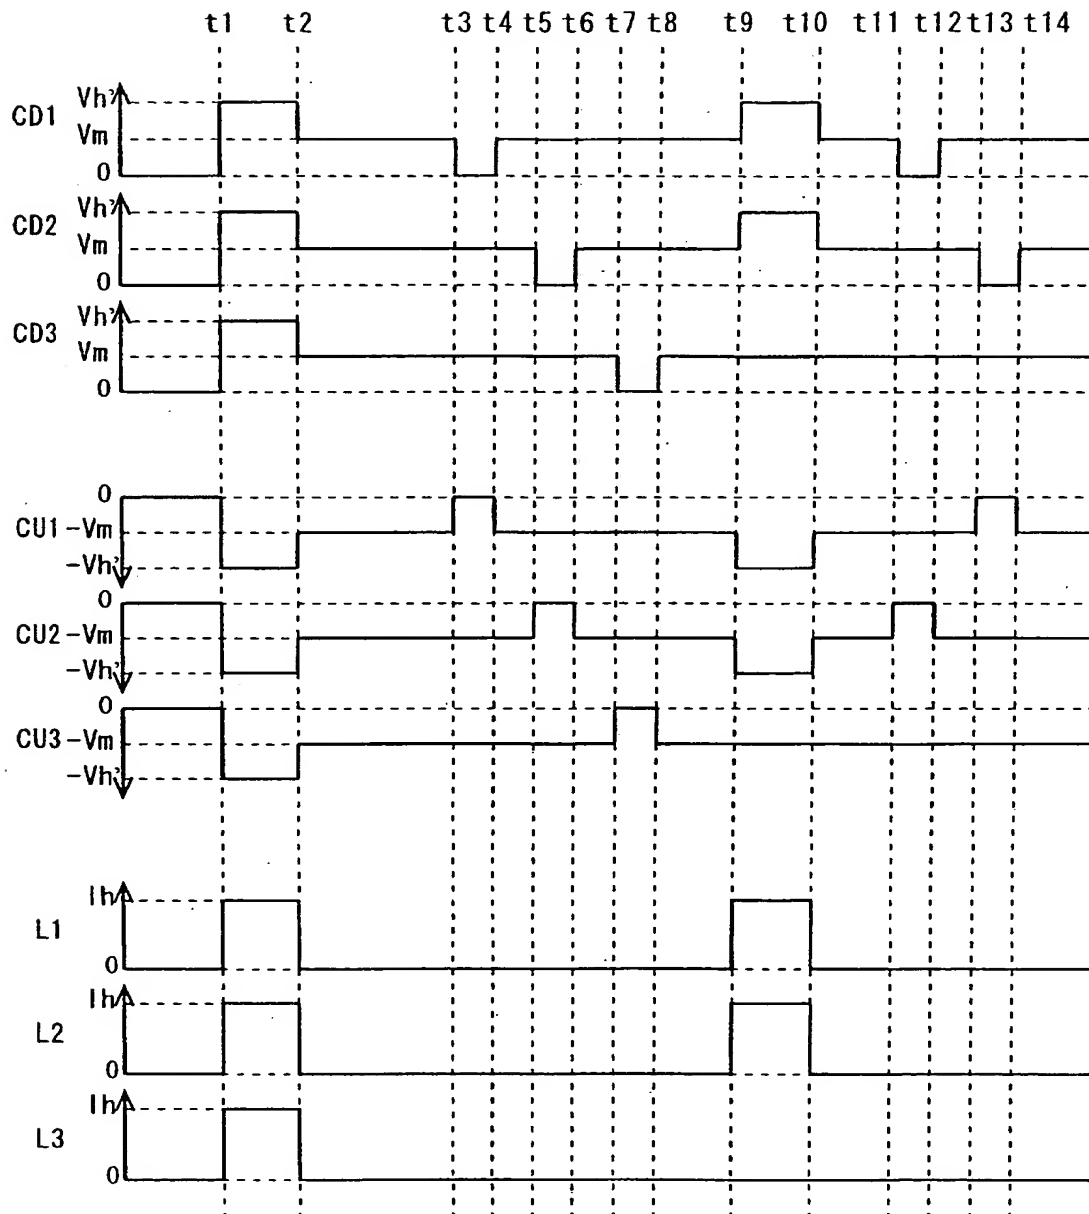 t1 t2 t3 t4 t5 t6 t7 t8 t9 t10 t11 t12 t13 t14
Vh'
CD1
Vm
0
Vh'
CD2
Vm
0
Vh'
CD3
Vm
0
0
CU1 -Vm
-Vh'
0
CU2 -Vm
-Vh'
0
CU3 -Vm
-Vh'
Ih
L1
0
Ih
L2
0
Ih
L3
0